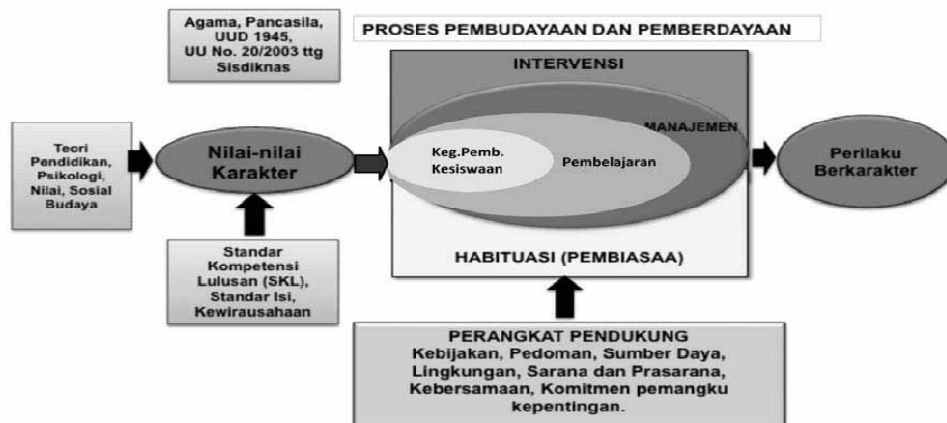 Agama, Pancasila,
UUD 1945,
UU No. 20/2003 ttg
Sisdiknas
PROSES PEMBUDAYAAN DAN PEMBERDAYAAN
INTERVENSI
MANAJEMEN
Teori
Pendidikan,
Psikologi,
Nilai, Sosial
Budaya
Nilai-nilai
Karakter
Keg.Pemb.
Kesiswaan
Pembelajaran
Perilaku
Berkarakter
HABITUASI (PEMBIASAA)
Standar
Kompetensi
Lulusan (SKL),
Standar Isi,
Kewirausahaan
PERANGKAT PENDUKUNG
Kebijakan, Pedoman, Sumber Daya,
Lingkungan, Sarana dan Prasarana,
Kebersamaan, Komitmen pemangku
kepentingan.